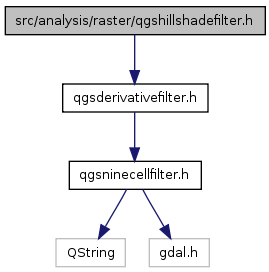 src/analysis/raster/qgshillshadefilter.h
qgsderivativefilter.h
qgsninecellfilter.h
QString
gdal.h